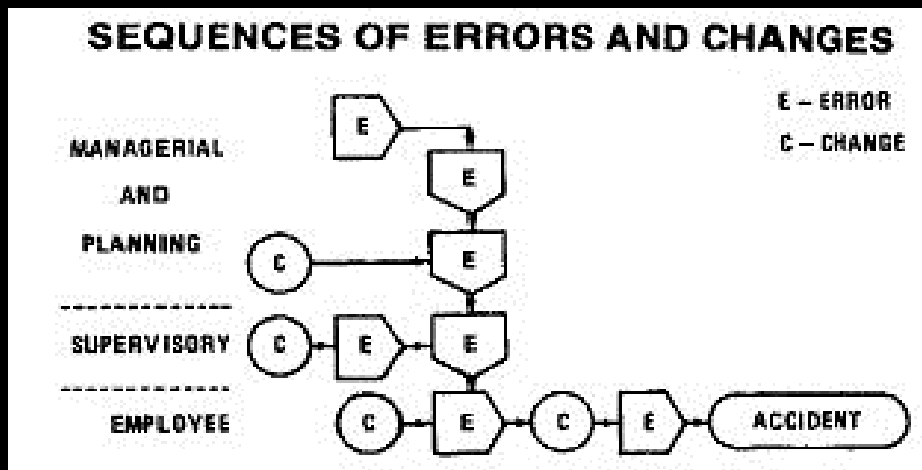 SEQUENCES OF ERRORS AND CHANGES
E – ERROR
C – CHANGE
MANAGERIAL
AND
PLANNING
E
E
C
E
SUPERVISORY
C
E
E
EMPLOYEE
C
E
C
E
ACCIDENT